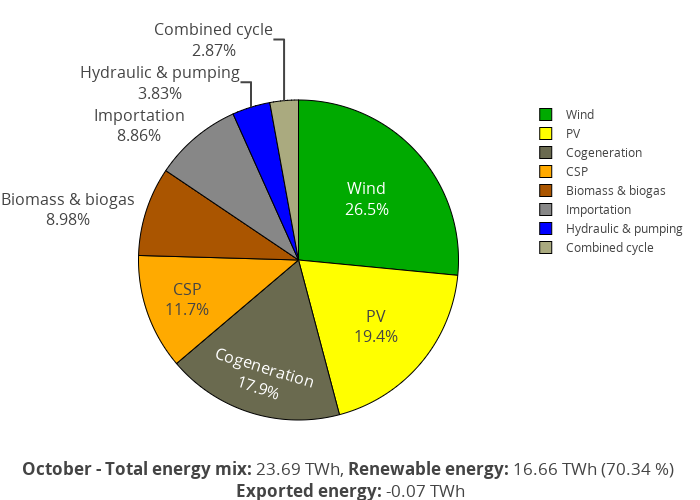 Combined cycle
2.87%
Hydraulic & pumping
3.83%
Importation
8.86%
Biomass & biogas
8.98%
Wind
26.5%
CSP
11.7%
PV
19.4%
Cogeneration
17.9%
Wind
PV
Cogeneration
CSP
Biomass & biogas
Importation
Hydraulic & pumping
Combined cycle
October - Total energy mix: 23.69 TWh, Renewable energy: 16.66 TWh (70.34 %)
Exported energy: -0.07 TWh